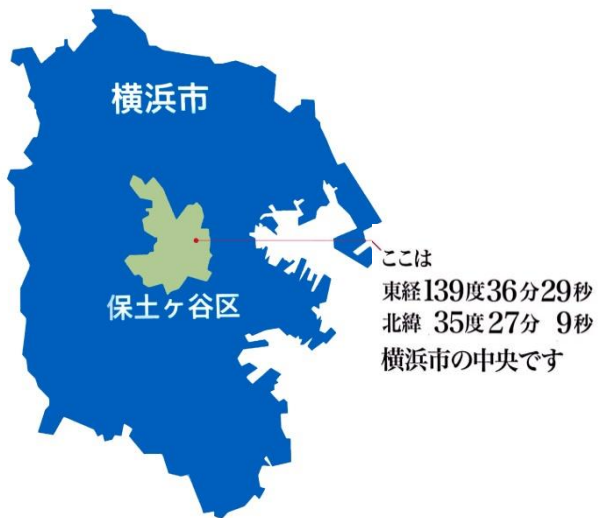 横浜市
保土ヶ谷区
ここは
東経139度36分29秒
北緯 35度27分 9秒
横浜市の中央です